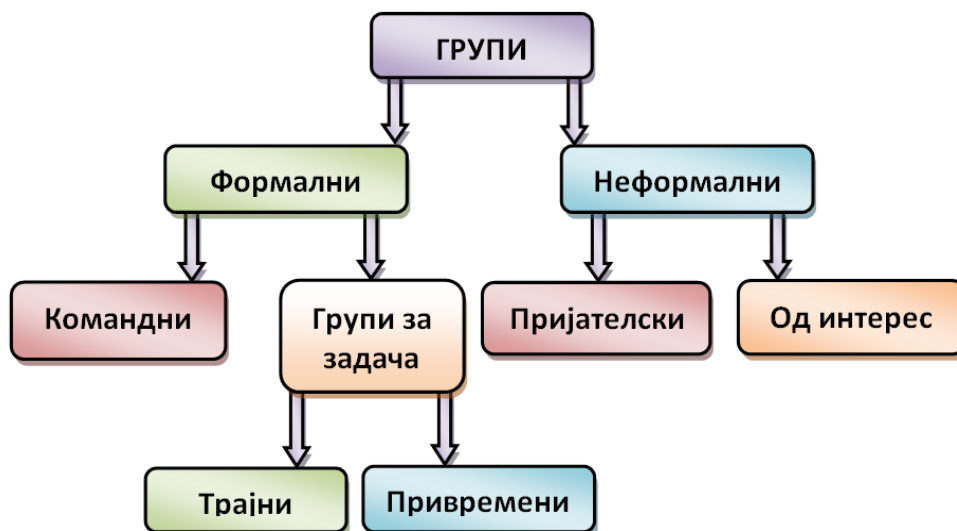 ГРУПИ
Формални
Неформални
Командни
Групи за
задача
Пријателски
Од интерес
Трајни
Привремени